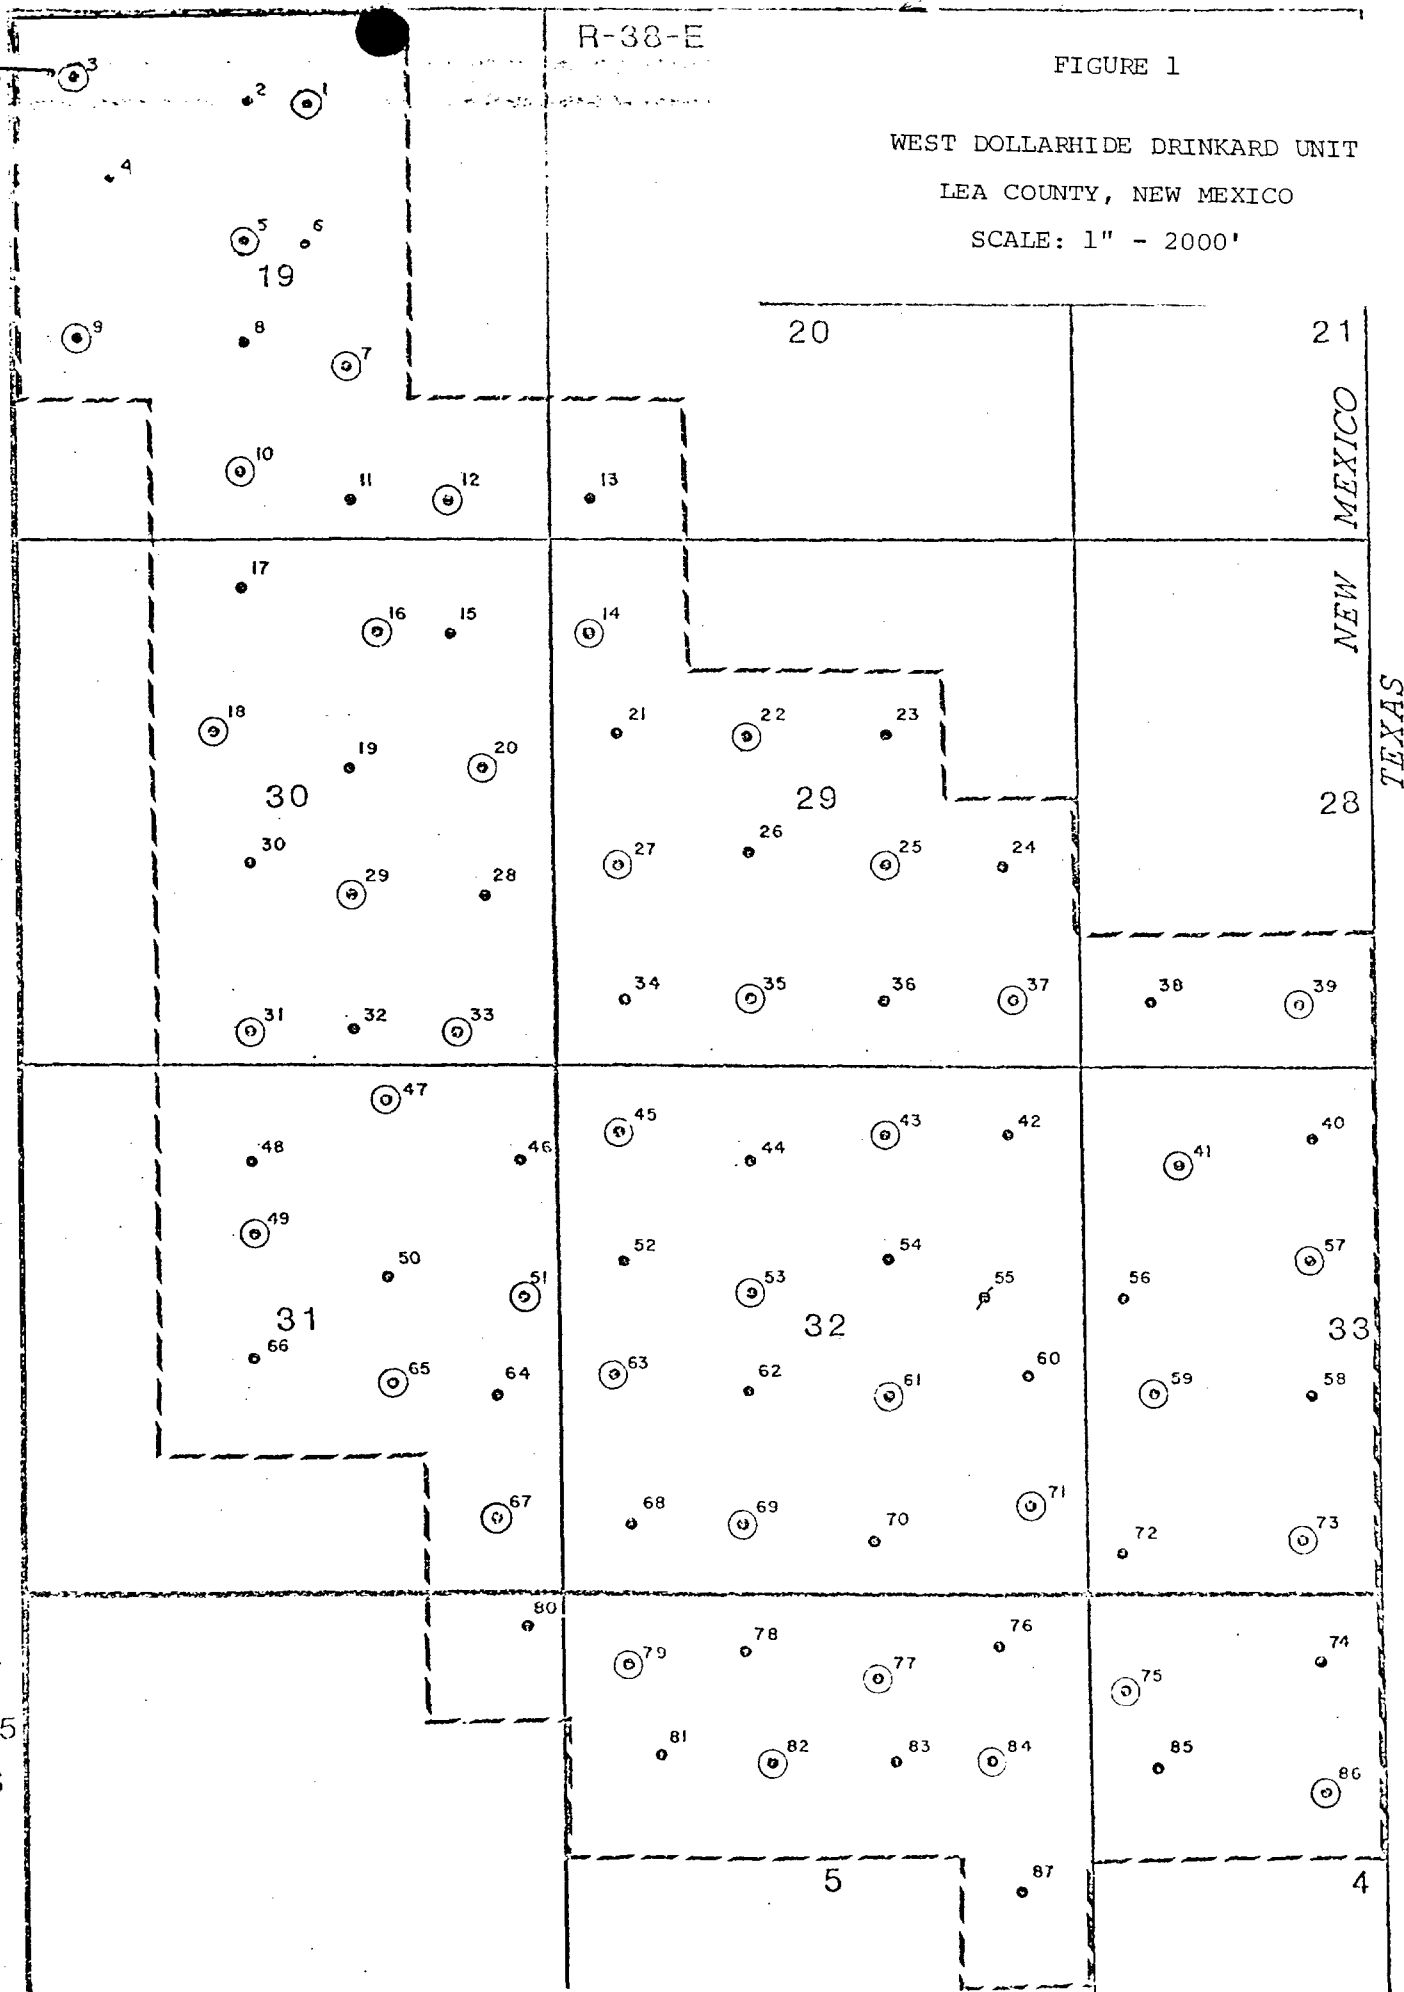 R-38-E
FIGURE 1
WEST DOLLARHIDE DRINKARD UNIT
LEA COUNTY, NEW MEXICO
SCALE: 1" - 2000'
3
2 1
4
5 6
19
9 8 7
20 21
10 11 12 13
NEW MEXICO
TEXAS
17
16 15 14
18 19 20 21 22 23
30 29 28
30 29 28 27 26 25 24
31 32 33 34 35 36 37 38 39
47
48 46 45 44 43 42 41 40
49 50 51 52 53 54 55 56 57
31 32 33
66 65 64 63 62 61 60 59 58
67 68 69 70 71 72 73
80 79 78 77 76 75 74
5
81 82 83 84 85 86
5 87 4